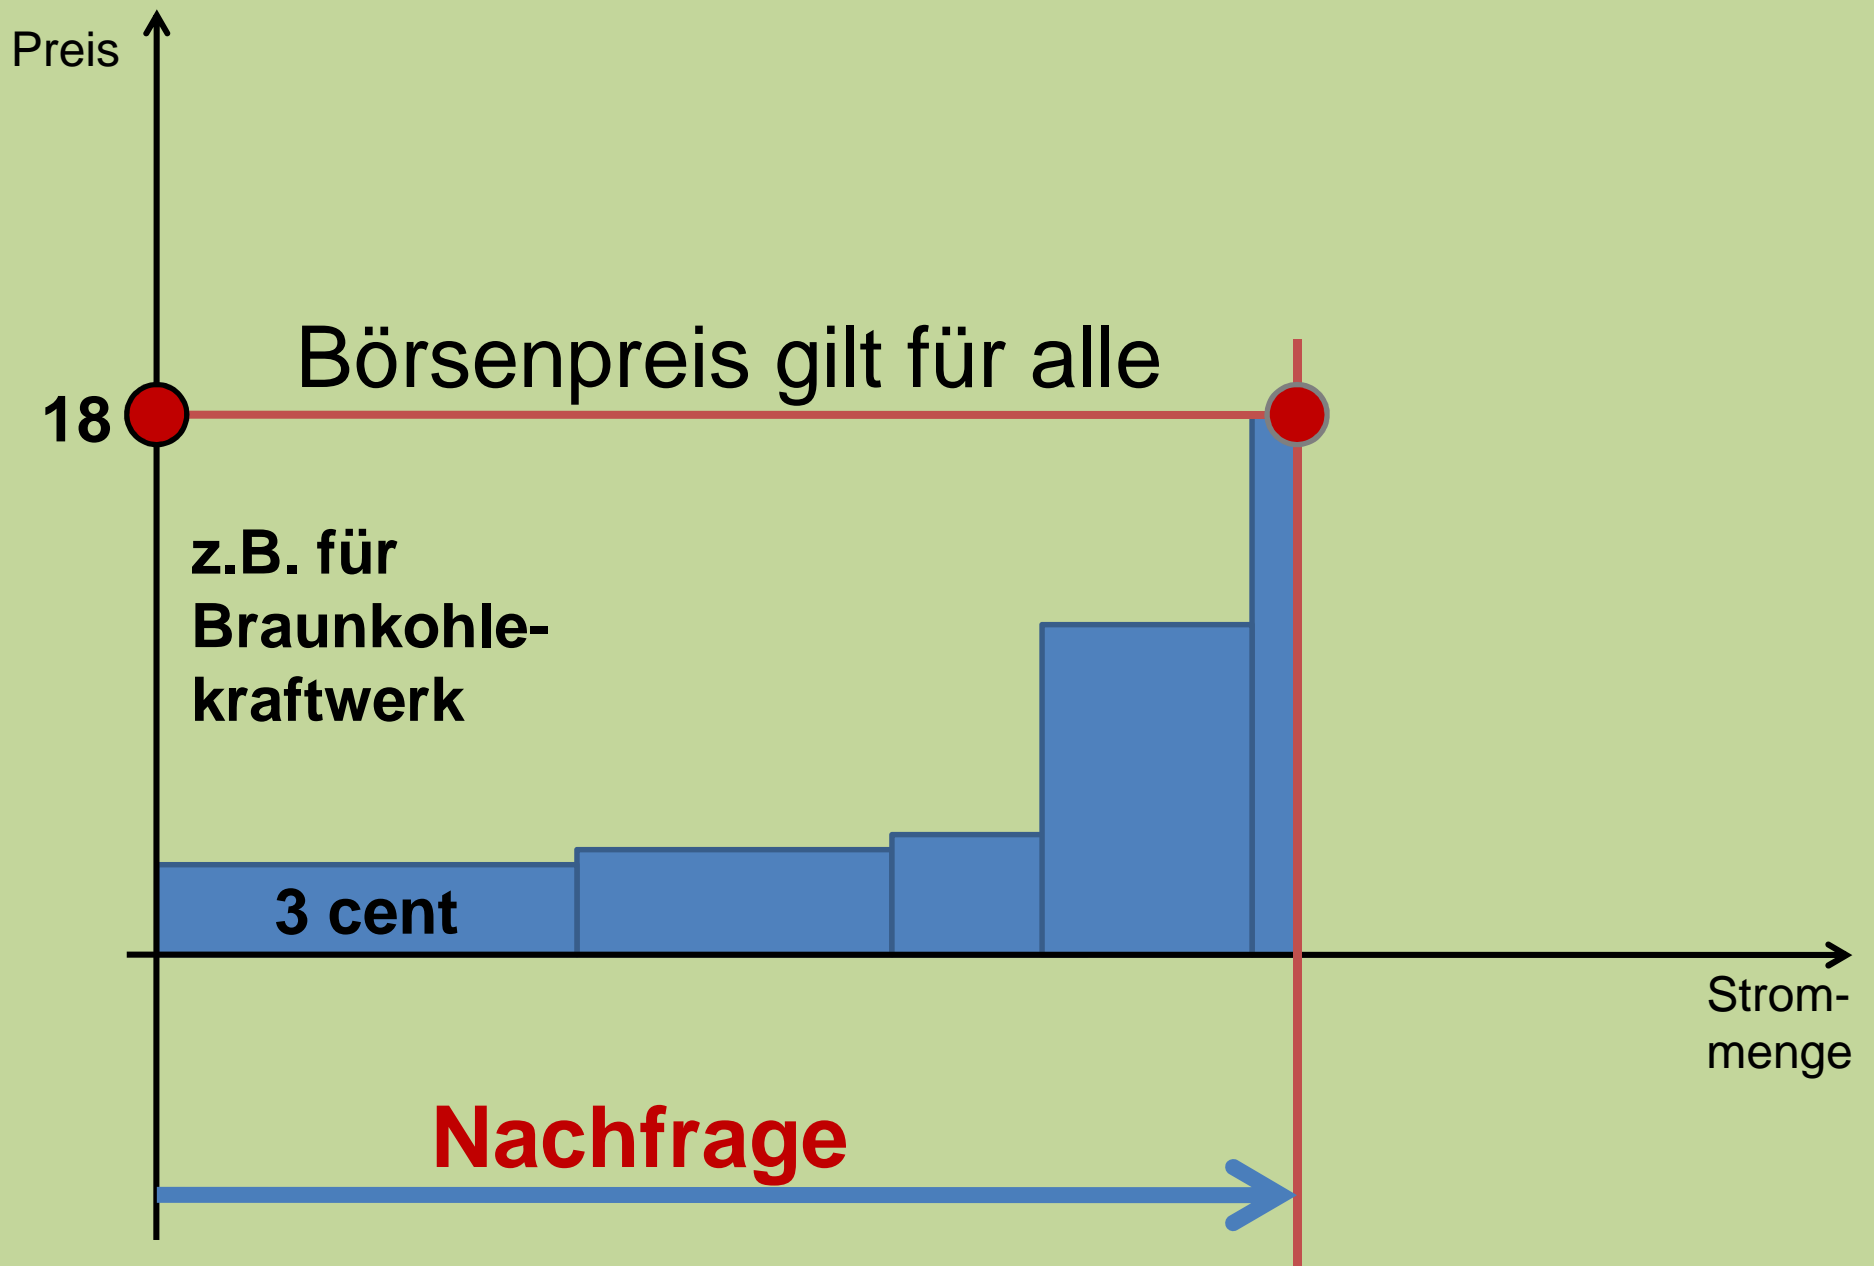 Preis
Börsenpreis gilt für alle
18
z.B. für
Braunkohle-
kraftwerk
3 cent
Strom-
menge
Nachfrage